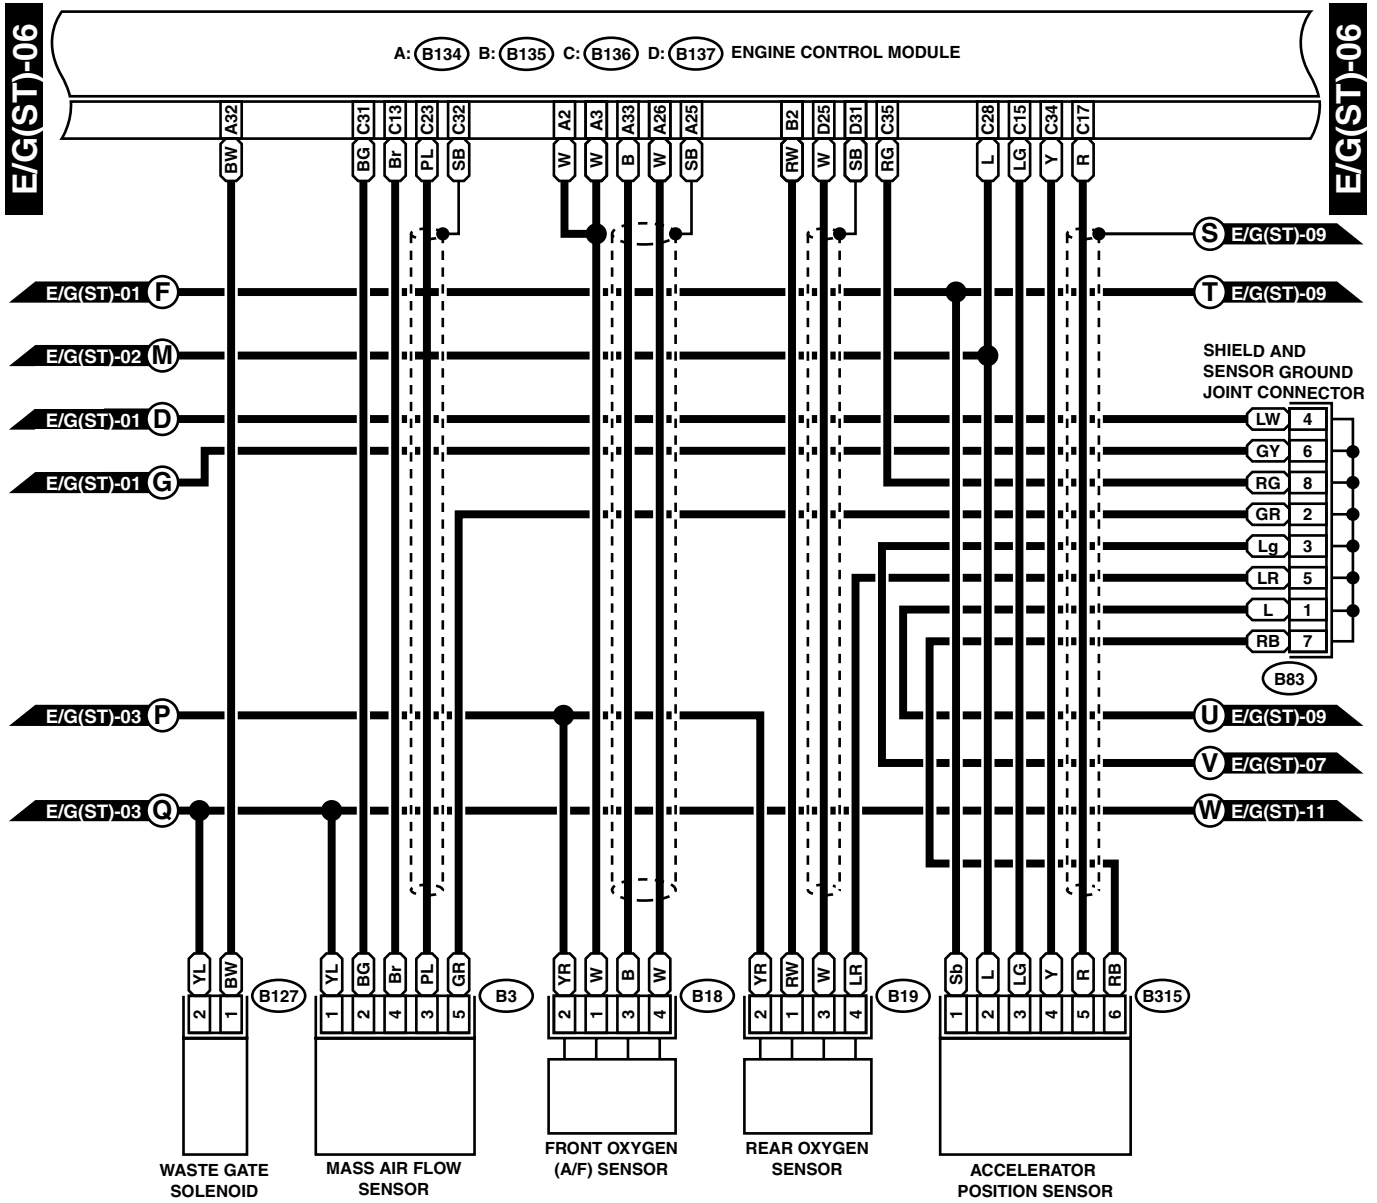 E/G(ST)-06
E/G(ST)-06
A: B134 B: B135 C: B136 D: B137 ENGINE CONTROL MODULE
A32 C31 C13 C23 C32 A2 A3 A33 A26 A25 B2 D25 D31 C35 C28 C15 C34 C17
BW BG Br PL SB W W B W SB RW W SB RG L LG Y R
S E/G(ST)-09
E/G(ST)-01 F
T E/G(ST)-09
E/G(ST)-02 M
SHIELD AND
SENSOR GROUND
JOINT CONNECTOR
E/G(ST)-01 D
LW 4
GY 6
E/G(ST)-01 G
RG 8
GR 2
Lg 3
LR 5
L 1
RB 7
B83
E/G(ST)-03 P
U E/G(ST)-09
V E/G(ST)-07
E/G(ST)-03 Q
W E/G(ST)-11
YL BW YL BG Br PL GR YR W B W YR RW W LR Sb L LG Y R RB
B127 B3 B18 B19 B315
2 1 1 2 4 3 5 2 1 3 4 2 1 3 4 1 2 3 4 5 6
WASTE GATE
SOLENOID
MASS AIR FLOW
SENSOR
FRONT OXYGEN
(A/F) SENSOR
REAR OXYGEN
SENSOR
ACCELERATOR
POSITION SENSOR